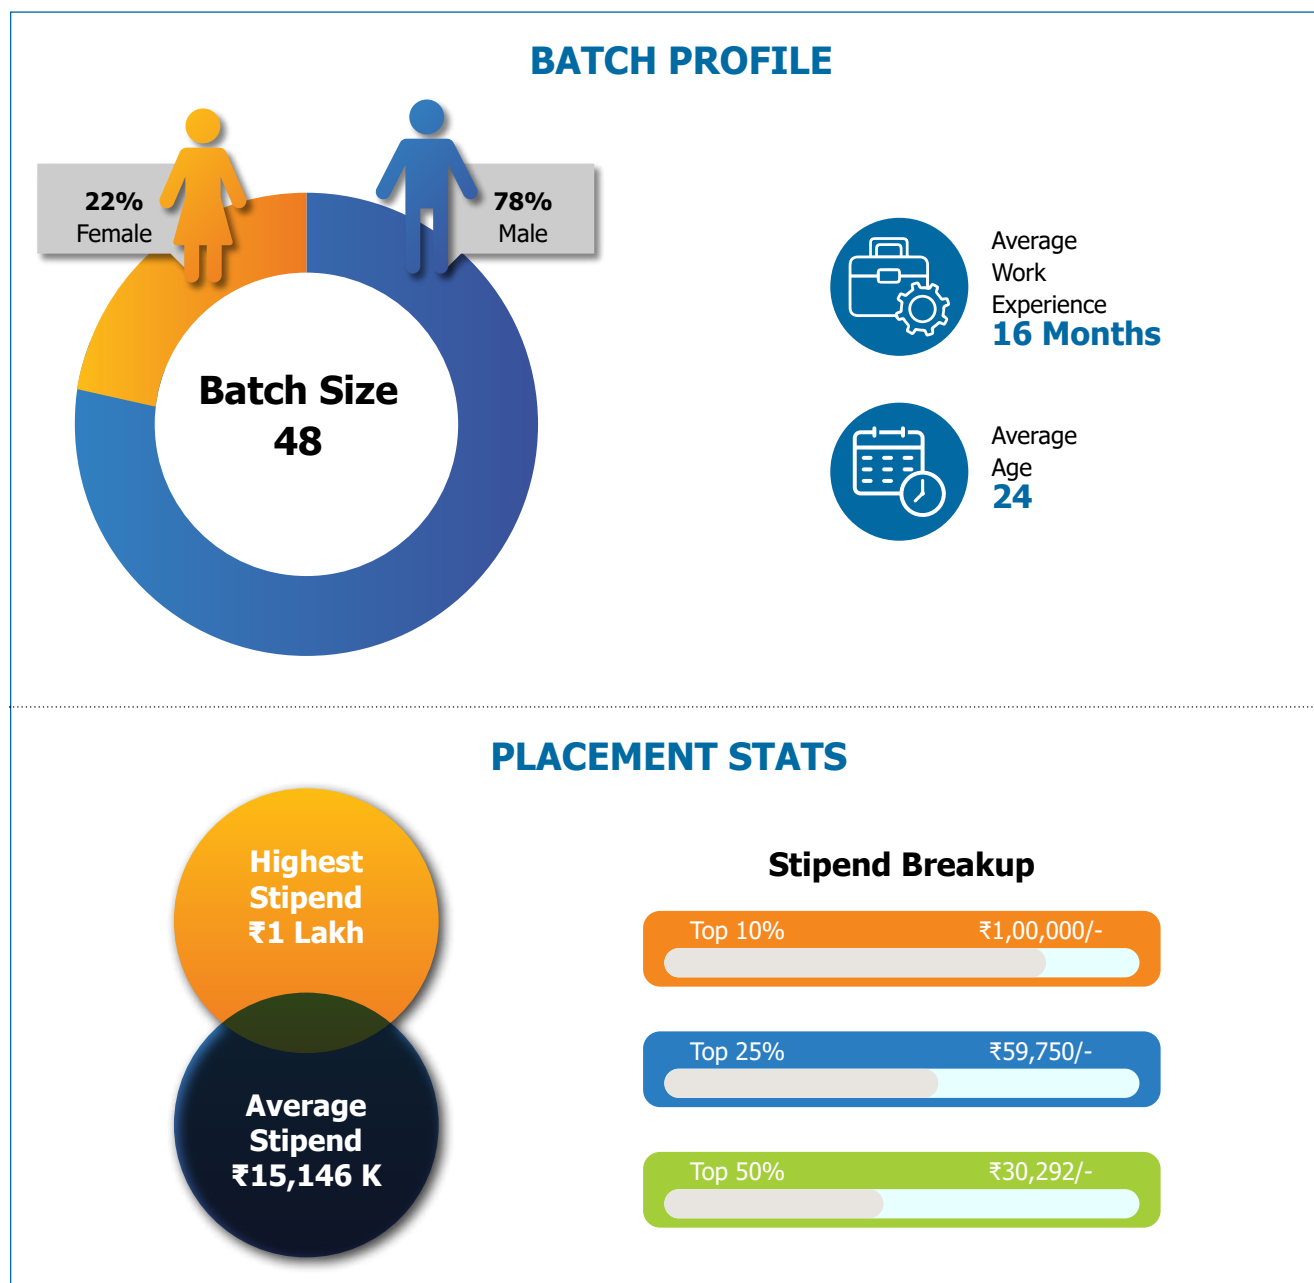 BATCH PROFILE
22%
Female
78%
Male
Batch Size
48
Average
Work
Experience
16 Months
Average
Age
24
PLACEMENT STATS
Highest
Stipend
₹1 Lakh
Average
Stipend
₹15,146 K
Stipend Breakup
Top 10% ₹1,00,000/-
Top 25% ₹59,750/-
Top 50% ₹30,292/-